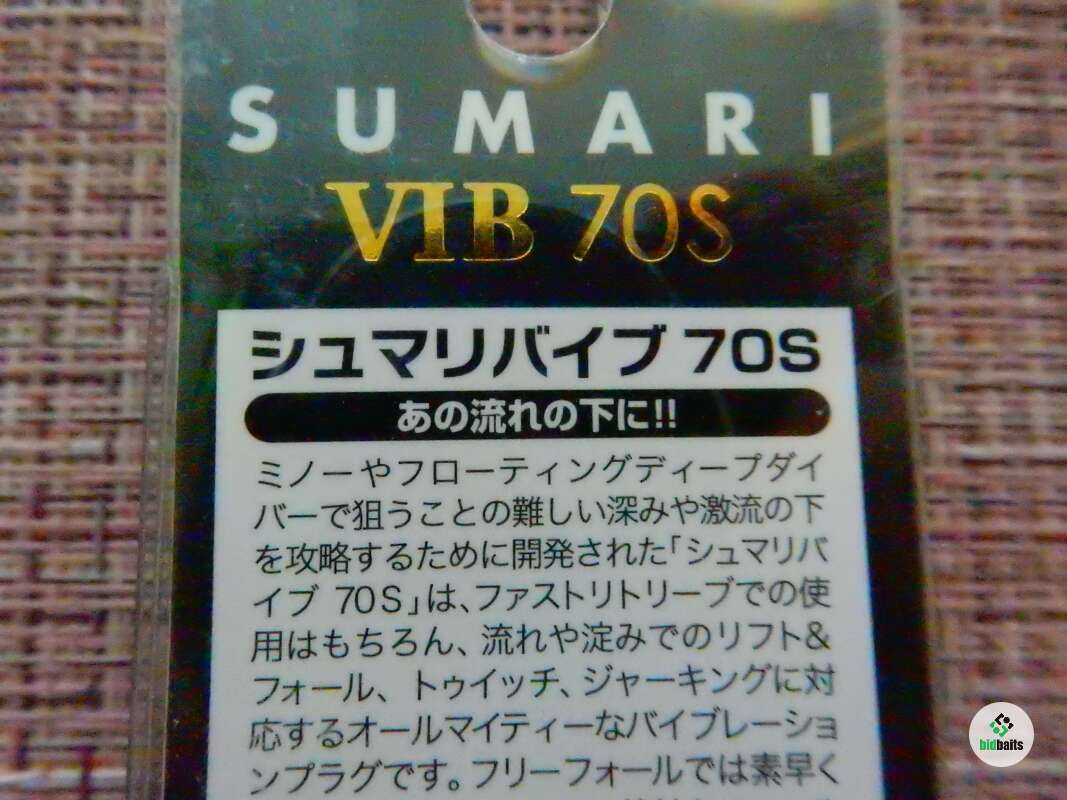 SUMARI
VIB 70S
シュマリバイブ 70S
あの流れの下に!!
ミノーやフローティングディープダイ
バーで狙うことの難しい深みや激流の下
を攻略するために開発された「シュマリバ
イブ 70S」は、ファストリトリーブでの使
用はもちろん、流れや淀みでのリフト&
フォール、トゥイッチ、ジャーキングに対
応するオールマイティーなバイブレーショ
ンプラグです。フリーフォールでは素早く
bidbaits